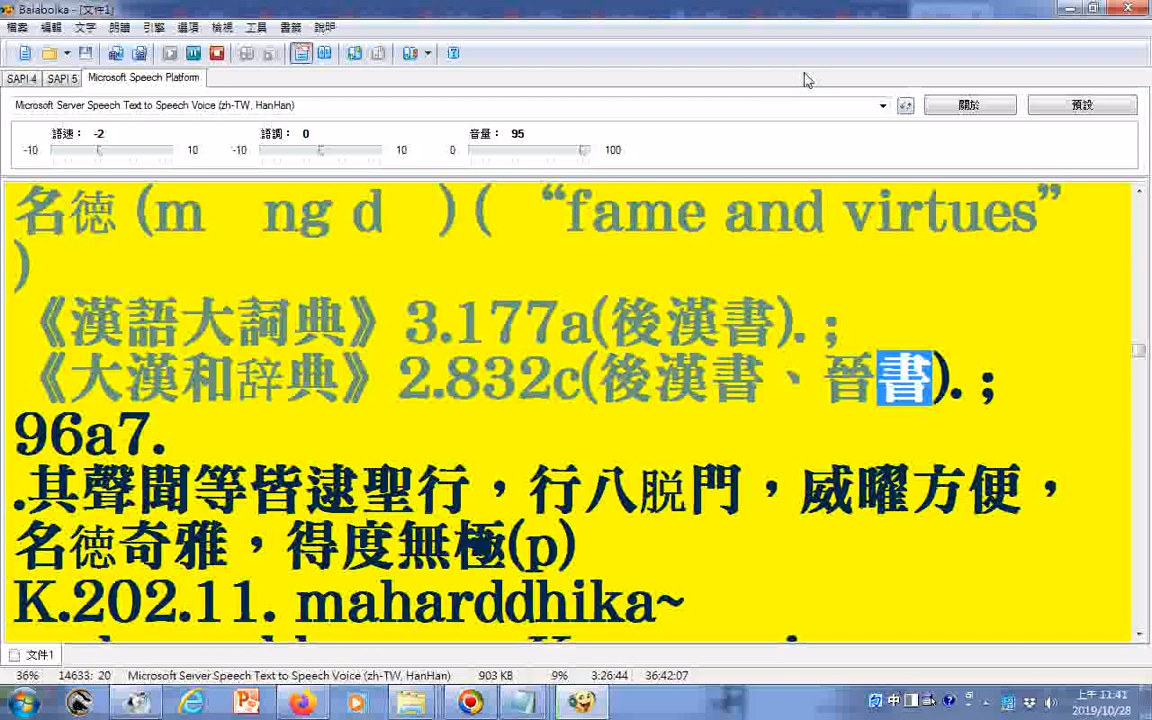 Balabolka - [文件1]
檔案 編輯 文字 朗讀 引擎 選項 檢視 工具 書籤 說明
SAPI 4 SAPI 5 Microsoft Speech Platform
Microsoft Server Speech Text to Speech Voice (zh-TW, HanHan) 關於 預設
語速： -2 語調： 0 音量： 95
-10 10 -10 10 0 100
名德 (m ng d ) ( “fame and virtues”
)
《漢語大詞典》 3.177a(後漢書). ;
《大漢和辞典》 2.832c(後漢書、晉書). ;
96a7.
.其聲聞等皆逮聖行，行八脱門，威曜方便，
名德奇雅，得度無極(p)
K.202.11. maharddhika~
文件1
36% 14633: 20 Microsoft Server Speech Text to Speech Voice (zh-TW, HanHan) 903 KB 9% 3:26:44 36:42:07
中
上午 11:41
2019/10/28